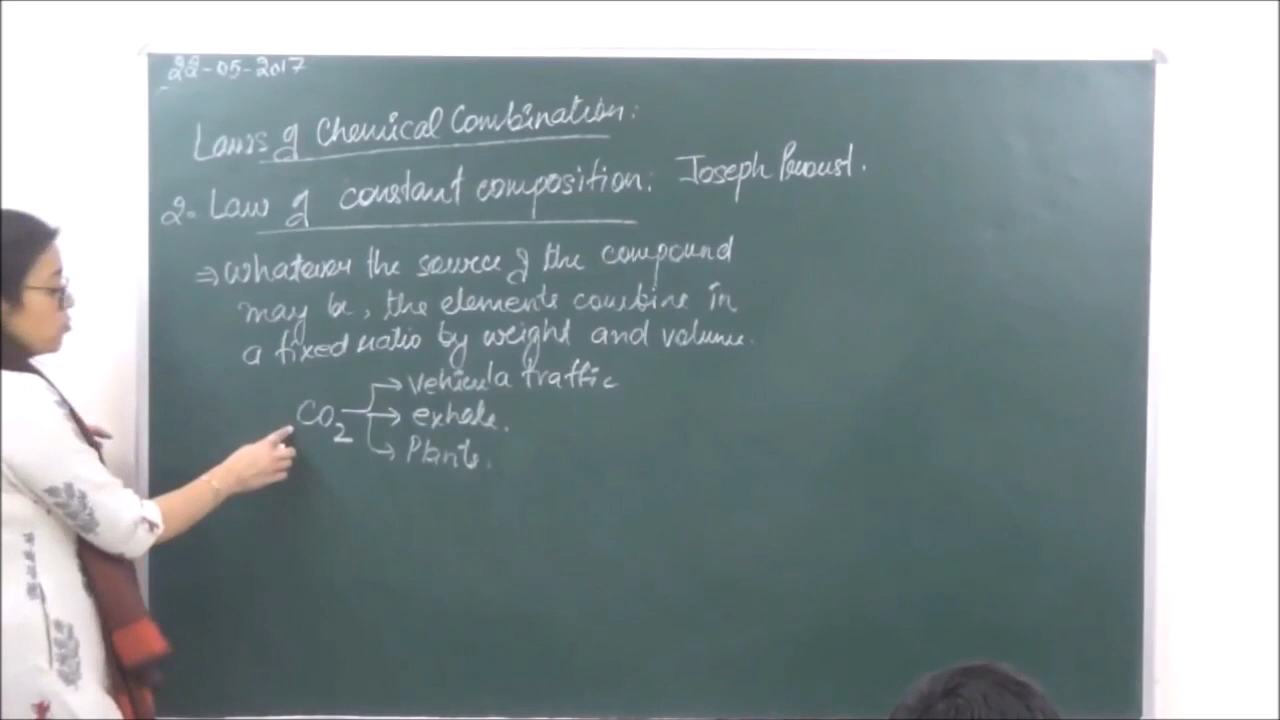 22-05-2017
Laws of Chemical Combination:
2. Law of constant composition: Joseph Proust.
⇒ Whatever the source of the compound
may be, the elements combine in
a fixed ratio by weight and volume.
CO₂ → vehicula traffic
→ exhale.
→ Plants.